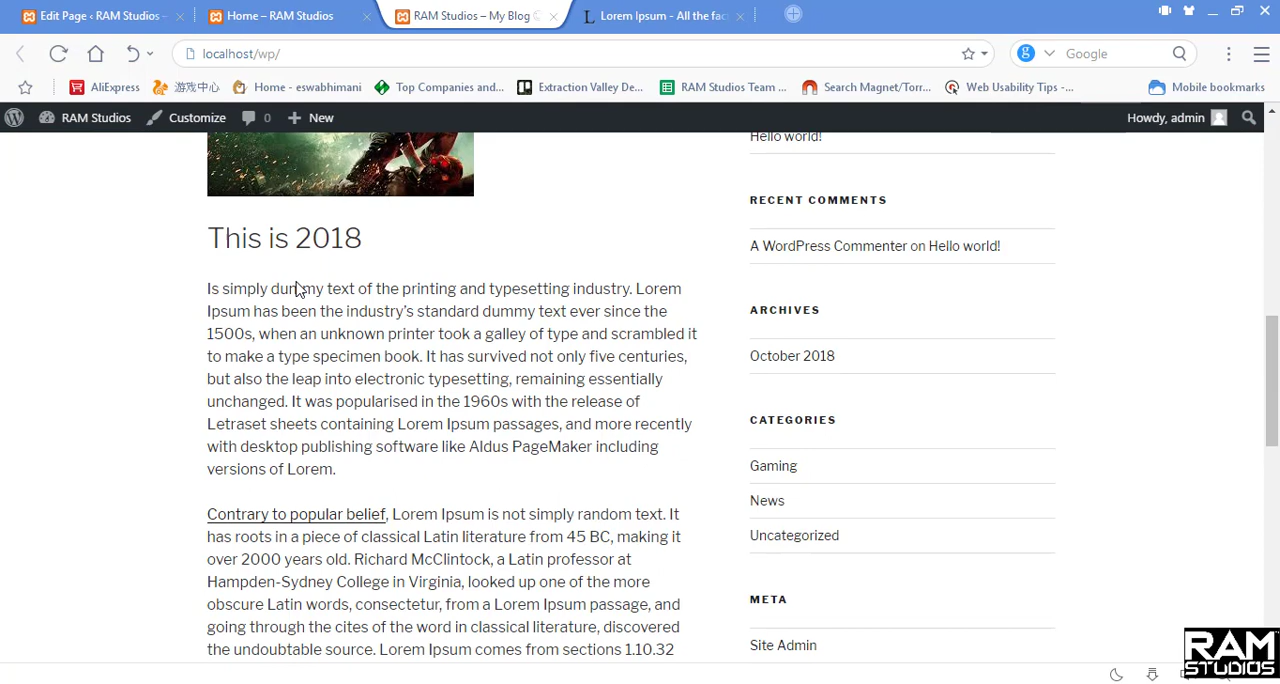 Edit Page ‹ RAM Studios –
Home – RAM Studios
RAM Studios – My Blog
Lorem Ipsum - All the fac
localhost/wp/
Google
AliExpress
游戏中心
Home - eswabhimani
Top Companies and...
Extraction Valley De...
RAM Studios Team ...
Search Magnet/Torr...
Web Usability Tips -...
Mobile bookmarks
RAM Studios
Customize
0
New
Howdy, admin
Hello world!
This is 2018
Is simply dummy text of the printing and typesetting industry. Lorem
Ipsum has been the industry's standard dummy text ever since the
1500s, when an unknown printer took a galley of type and scrambled it
to make a type specimen book. It has survived not only five centuries,
but also the leap into electronic typesetting, remaining essentially
unchanged. It was popularised in the 1960s with the release of
Letraset sheets containing Lorem Ipsum passages, and more recently
with desktop publishing software like Aldus PageMaker including
versions of Lorem.
Contrary to popular belief, Lorem Ipsum is not simply random text. It
has roots in a piece of classical Latin literature from 45 BC, making it
over 2000 years old. Richard McClintock, a Latin professor at
Hampden-Sydney College in Virginia, looked up one of the more
obscure Latin words, consectetur, from a Lorem Ipsum passage, and
going through the cites of the word in classical literature, discovered
the undoubtable source. Lorem Ipsum comes from sections 1.10.32
RECENT COMMENTS
A WordPress Commenter on Hello world!
ARCHIVES
October 2018
CATEGORIES
Gaming
News
Uncategorized
META
Site Admin
RAM
STUDIOS